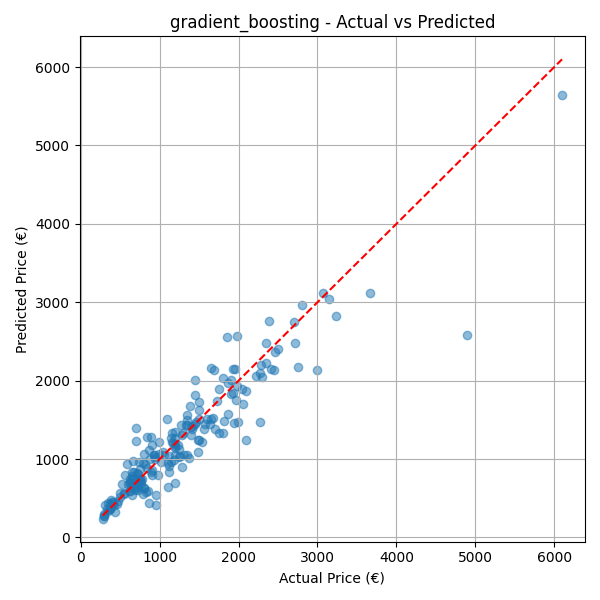 gradient_boosting - Actual vs Predicted
Predicted Price (€)
6000
5000
4000
3000
2000
1000
0
0 1000 2000 3000 4000 5000 6000
Actual Price (€)